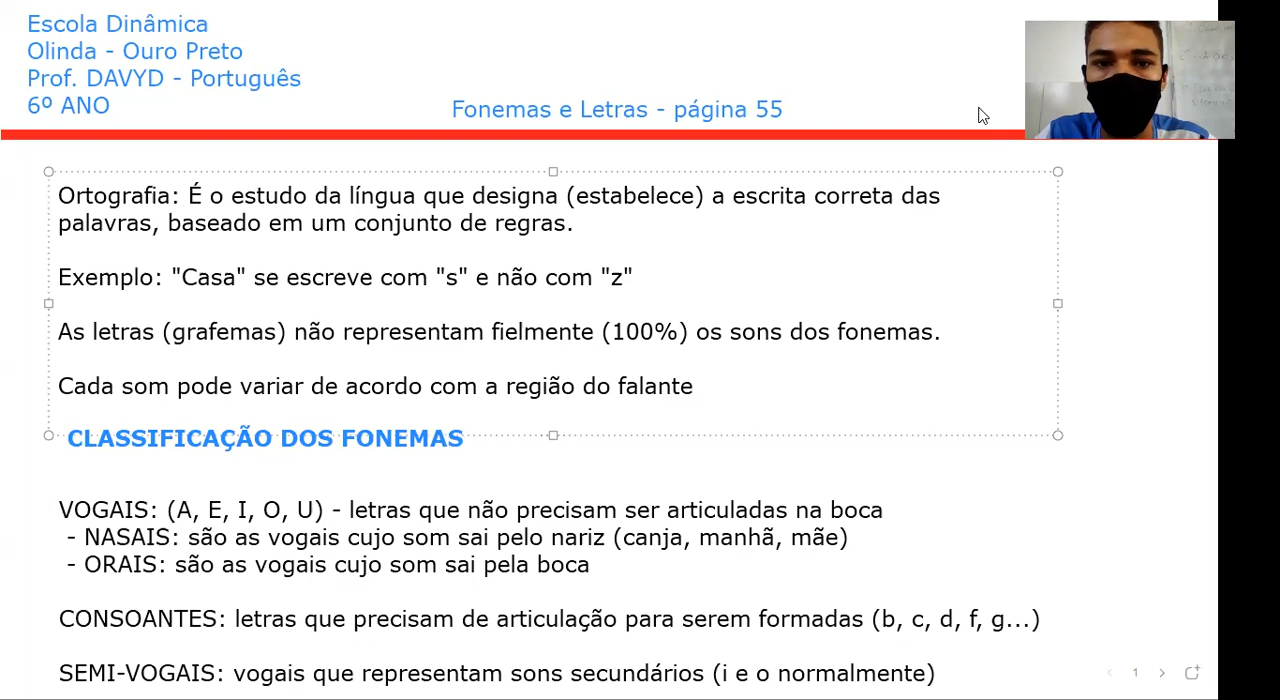 Escola Dinâmica
Olinda - Ouro Preto
Prof. DAVYD - Português
6º ANO
Fonemas e Letras - página 55
Ortografia: É o estudo da língua que designa (estabelece) a escrita correta das
palavras, baseado em um conjunto de regras.
Exemplo: "Casa" se escreve com "s" e não com "z"
As letras (grafemas) não representam fielmente (100%) os sons dos fonemas.
Cada som pode variar de acordo com a região do falante
CLASSIFICAÇÃO DOS FONEMAS
VOGAIS: (A, E, I, O, U) - letras que não precisam ser articuladas na boca
- NASAIS: são as vogais cujo som sai pelo nariz (canja, manhã, mãe)
- ORAIS: são as vogais cujo som sai pela boca
CONSOANTES: letras que precisam de articulação para serem formadas (b, c, d, f, g...)
SEMI-VOGAIS: vogais que representam sons secundários (i e o normalmente)
1